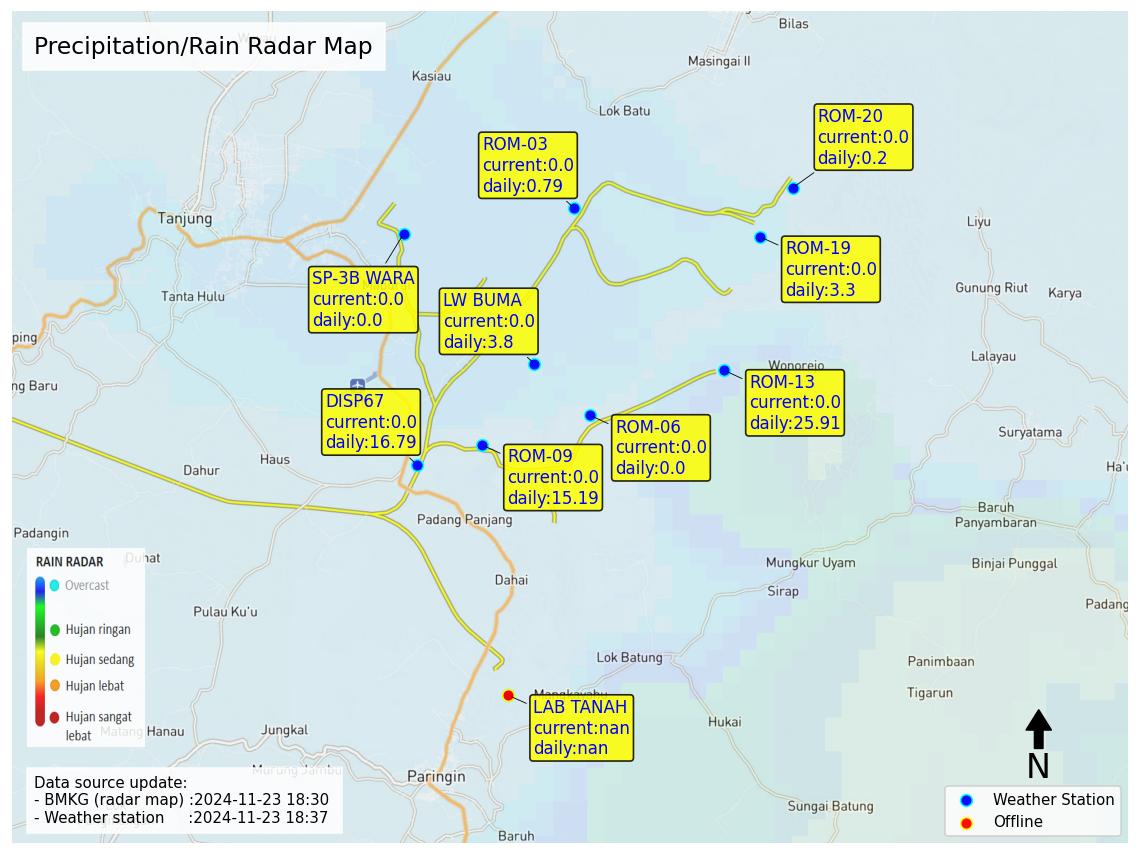 Precipitation/Rain Radar Map
Bilas
Masingai II
Kasiau
Lok Batu
ROM-20
current:0.0
daily:0.2
ROM-03
current:0.0
daily:0.79
Tanjung
Liyu
ROM-19
current:0.0
daily:3.3
SP-3B WARA
current:0.0
daily:0.0
Tanta Hulu
LW BUMA
current:0.0
daily:3.8
Gunung Riut
Karya
ping
Lalayau
Wonorejo
ng Baru
ROM-13
current:0.0
daily:25.91
DISP67
current:0.0
daily:16.79
ROM-06
current:0.0
daily:0.0
Suryatama
ROM-09
current:0.0
daily:15.19
Haus
Dahur
Ha'u
Baruh
Panyambaran
Padang Panjang
Padangin
Duhat
Mungkur Uyam
Binjai Punggal
RAIN RADAR
Overcast
Hujan ringan
Hujan sedang
Hujan lebat
Hujan sangat
lebat
Dahai
Sirap
Padang
Pulau Ku'u
Lok Batung
Panimbaan
Tigarun
Mangkayahu
LAB TANAH
current:nan
daily:nan
Hukai
Matang Hanau
Jungkal
Murung Jambu
Paringin
N
Data source update:
- BMKG (radar map) :2024-11-23 18:30
- Weather station :2024-11-23 18:37
Sungai Batung
Baruh
Weather Station
Offline